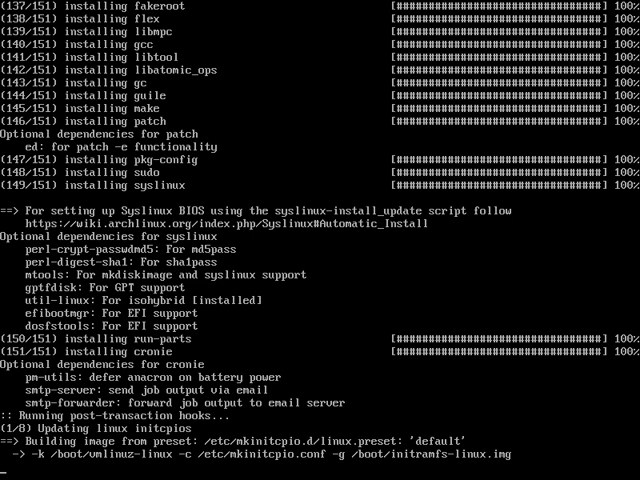 (137/151) installing fakeroot [################################] 100%
(138/151) installing flex [################################] 100%
(139/151) installing libmpc [################################] 100%
(140/151) installing gcc [################################] 100%
(141/151) installing libtool [################################] 100%
(142/151) installing libatomic_ops [################################] 100%
(143/151) installing gc [################################] 100%
(144/151) installing guile [################################] 100%
(145/151) installing make [################################] 100%
(146/151) installing patch [################################] 100%
Optional dependencies for patch
    ed: for patch -e functionality
(147/151) installing pkg-config [################################] 100%
(148/151) installing sudo [################################] 100%
(149/151) installing syslinux [################################] 100%
==> For setting up Syslinux BIOS using the syslinux-install_update script follow
    https://wiki.archlinux.org/index.php/Syslinux#Automatic_Install
Optional dependencies for syslinux
    perl-crypt-passwdmd5: For md5pass
    perl-digest-sha1: For sha1pass
    mtools: For mkdiskimage and syslinux support
    gptfdisk: For GPT support
    util-linux: For isohybrid [installed]
    efibootmgr: For EFI support
    dosfstools: For EFI support
(150/151) installing run-parts [################################] 100%
(151/151) installing cronie [################################] 100%
Optional dependencies for cronie
    pm-utils: defer anacron on battery power
    smtp-server: send job output via email
    smtp-forwarder: forward job output to email server
:: Running post-transaction hooks...
(1/8) Updating linux initcpios
==> Building image from preset: /etc/mkinitcpio.d/linux.preset: 'default'
  -> -k /boot/vmlinuz-linux -c /etc/mkinitcpio.conf -g /boot/initramfs-linux.img